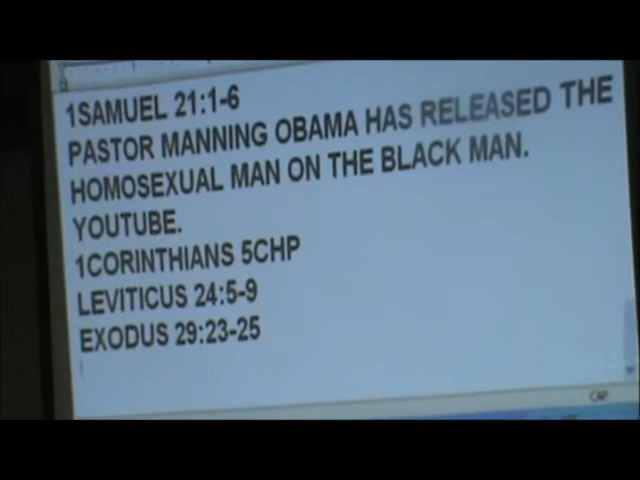 1SAMUEL 21:1-6
PASTOR MANNING OBAMA HAS RELEASED THE
HOMOSEXUAL MAN ON THE BLACK MAN.
YOUTUBE.
1CORINTHIANS 5CHP
LEVITICUS 24:5-9
EXODUS 29:23-25
CAP